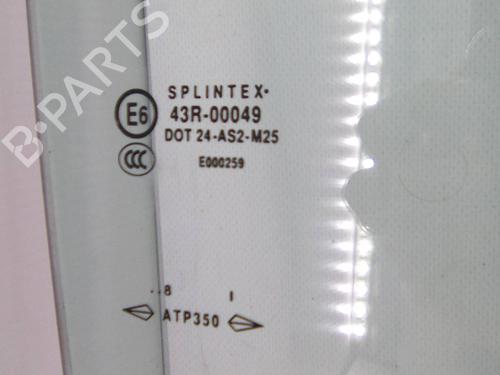 B-PARTS
SPLINTEX
E6
43R-00049
DOT 24-AS2-M25
CCC
E000259
..8 I
ATP350